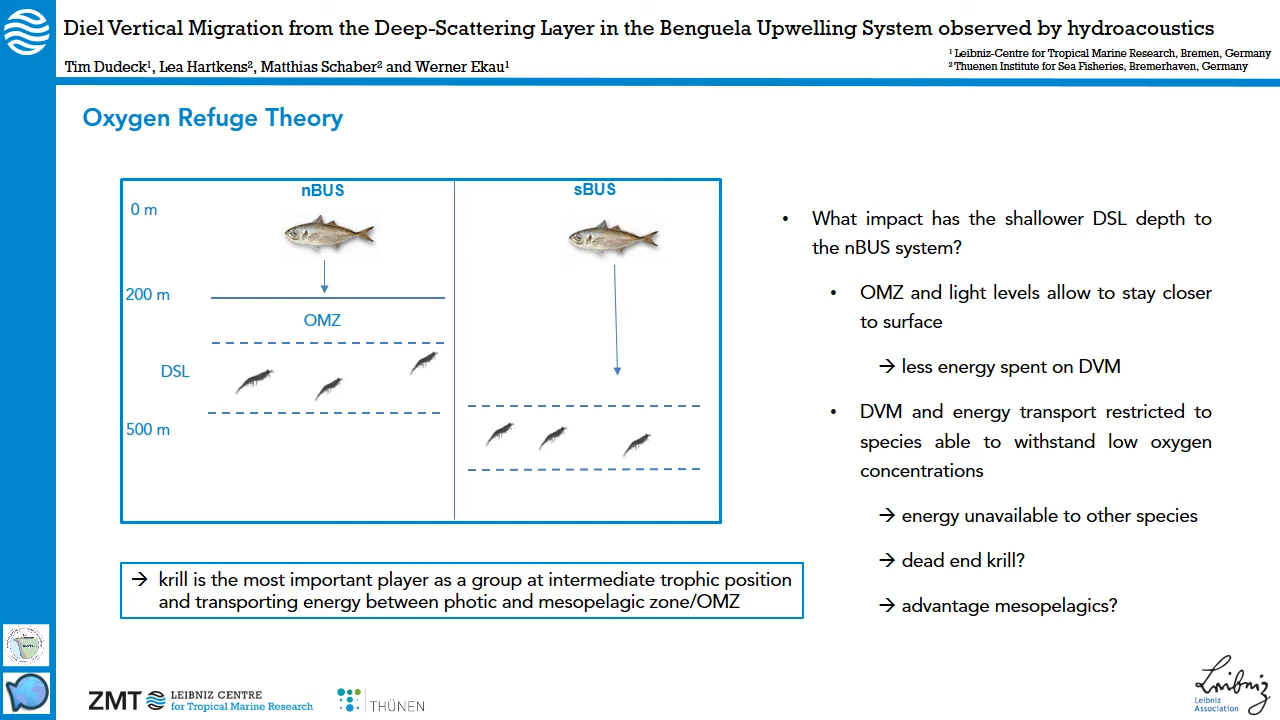 Diel Vertical Migration from the Deep-Scattering Layer in the Benguela Upwelling System observed by hydroacoustics
Tim Dudeck¹, Lea Hartkens², Matthias Schaber² and Werner Ekau¹
¹ Leibniz-Centre for Tropical Marine Research, Bremen, Germany
² Thuenen Institute for Sea Fisheries, Bremerhaven, Germany
Oxygen Refuge Theory
nBUS
sBUS
0 m
200 m
OMZ
DSL
500 m
→ krill is the most important player as a group at intermediate trophic position
and transporting energy between photic and mesopelagic zone/OMZ
• What impact has the shallower DSL depth to
the nBUS system?
• OMZ and light levels allow to stay closer
to surface
→ less energy spent on DVM
• DVM and energy transport restricted to
species able to withstand low oxygen
concentrations
→ energy unavailable to other species
→ dead end krill?
→ advantage mesopelagics?
ZMT LEIBNIZ CENTRE
for Tropical Marine Research
THÜNEN
Leibniz
Leibniz
Association